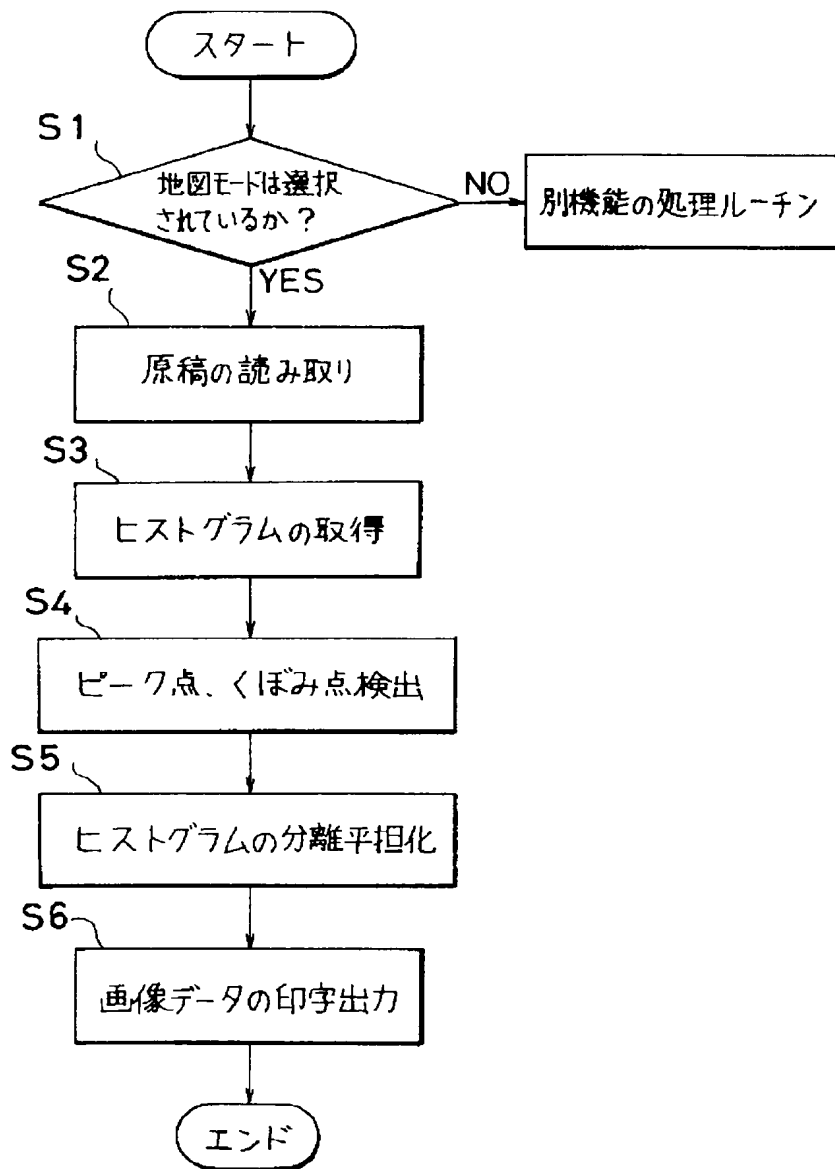 スタート
S1
地図モードは選択
されているか？
NO
別機能の処理ルーチン
YES
S2
原稿の読み取り
S3
ヒストグラムの取得
S4
ピーク点、くぼみ点検出
S5
ヒストグラムの分離平担化
S6
画像データの印字出力
エンド